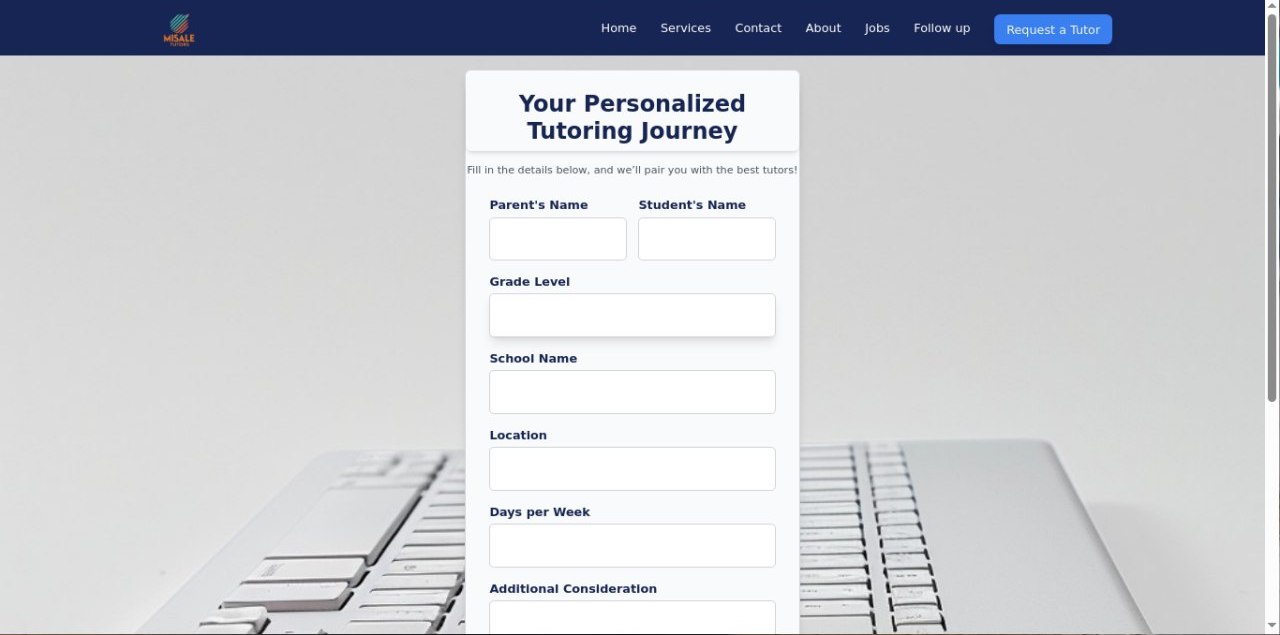 MISALE
TUTORS
Home
Services
Contact
About
Jobs
Follow up
Request a Tutor
Your Personalized
Tutoring Journey
Fill in the details below, and we’ll pair you with the best tutors!
Parent's Name
Student's Name
Grade Level
School Name
Location
Days per Week
Additional Consideration